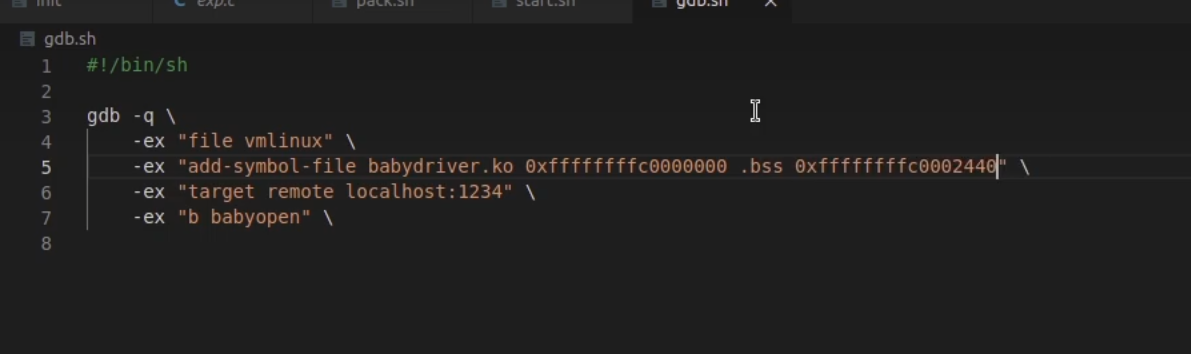 init exp.c pack.sh start.sh gdb.sh
gdb.sh
1 #!/bin/sh
2
3 gdb -q \
4 -ex "file vmlinux" \
5 -ex "add-symbol-file babydriver.ko 0xffffffffc0000000 .bss 0xffffffffc0002440" \
6 -ex "target remote localhost:1234" \
7 -ex "b babyopen" \
8